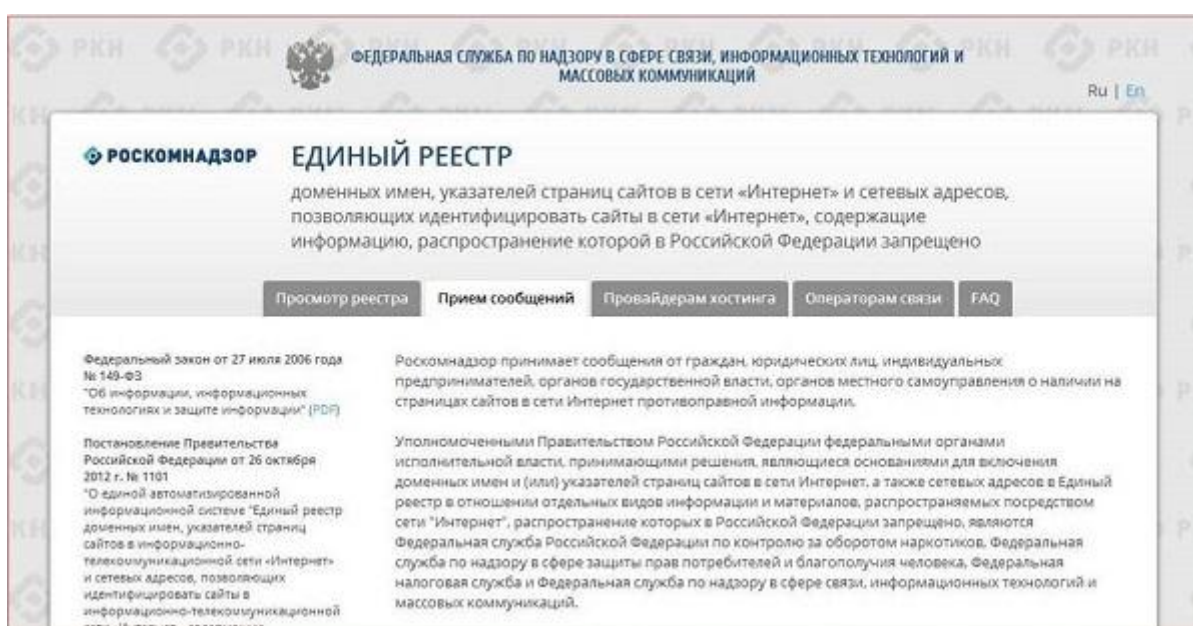 ФЕДЕРАЛЬНАЯ СЛУЖБА ПО НАДЗОРУ В СФЕРЕ СВЯЗИ, ИНФОРМАЦИОННЫХ ТЕХНОЛОГИЙ И
МАССОВЫХ КОММУНИКАЦИЙ
Ru | En
РОСКОМНАДЗОР
ЕДИНЫЙ РЕЕСТР
доменных имен, указателей страниц сайтов в сети «Интернет» и сетевых адресов,
позволяющих идентифицировать сайты в сети «Интернет», содержащие
информацию, распространение которой в Российской Федерации запрещено
Просмотр реестра Прием сообщений Провайдерам хостинга Операторам связи FAQ
Федеральный закон от 27 июля 2006 года
№ 149-ФЗ
"Об информации, информационных
технологиях и защите информации" (PDF)
Постановление Правительства
Российской Федерации от 26 октября
2012 г. № 1101
"О единой автоматизированной
информационной системе "Единый реестр
доменных имен, указателей страниц
сайтов в информационно-
телекоммуникационной сети «Интернет»
и сетевых адресов, позволяющих
идентифицировать сайты в
информационно-телекоммуникационной
Роскомнадзор принимает сообщения от граждан, юридических лиц, индивидуальных
предпринимателей, органов государственной власти, органов местного самоуправления о наличии на
страницах сайтов в сети Интернет противоправной информации.
Уполномоченными Правительством Российской Федерации федеральными органами
исполнительной власти, принимающими решения, являющиеся основаниями для включения
доменных имен и (или) указателей страниц сайтов в сети Интернет, а также сетевых адресов в Единый
реестр в отношении отдельных видов информации и материалов, распространяемых посредством
сети "Интернет", распространение которых в Российской Федерации запрещено, являются
Федеральная служба Российской Федерации по контролю за оборотом наркотиков, Федеральная
служба по надзору в сфере защиты прав потребителей и благополучия человека, Федеральная
налоговая служба и Федеральная служба по надзору в сфере связи, информационных технологий и
массовых коммуникаций.